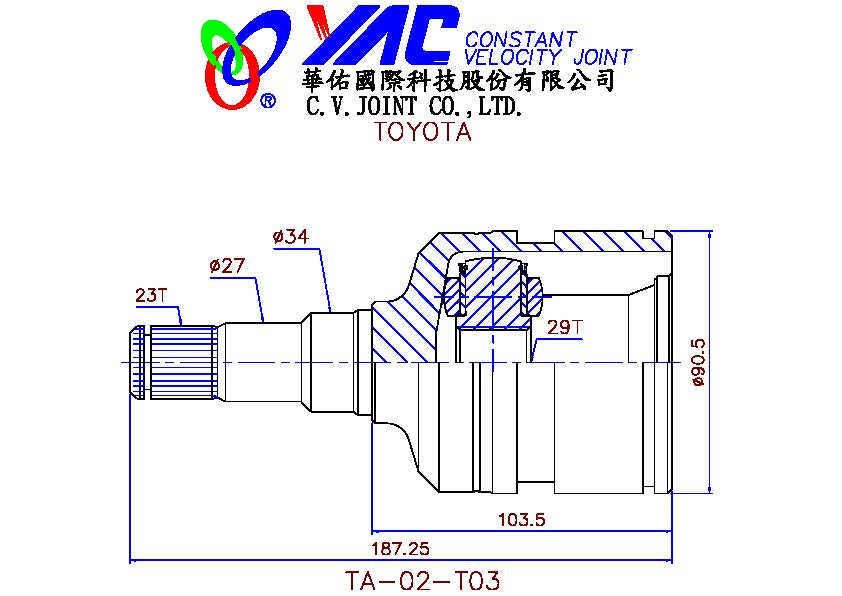 YAC CONSTANT
VELOCITY JOINT
®
華佑國際科技股份有限公司
C.V.JOINT CO.,LTD.
TOYOTA
ø34
ø27
23T
29T
ø90.5
103.5
187.25
TA-02-T03